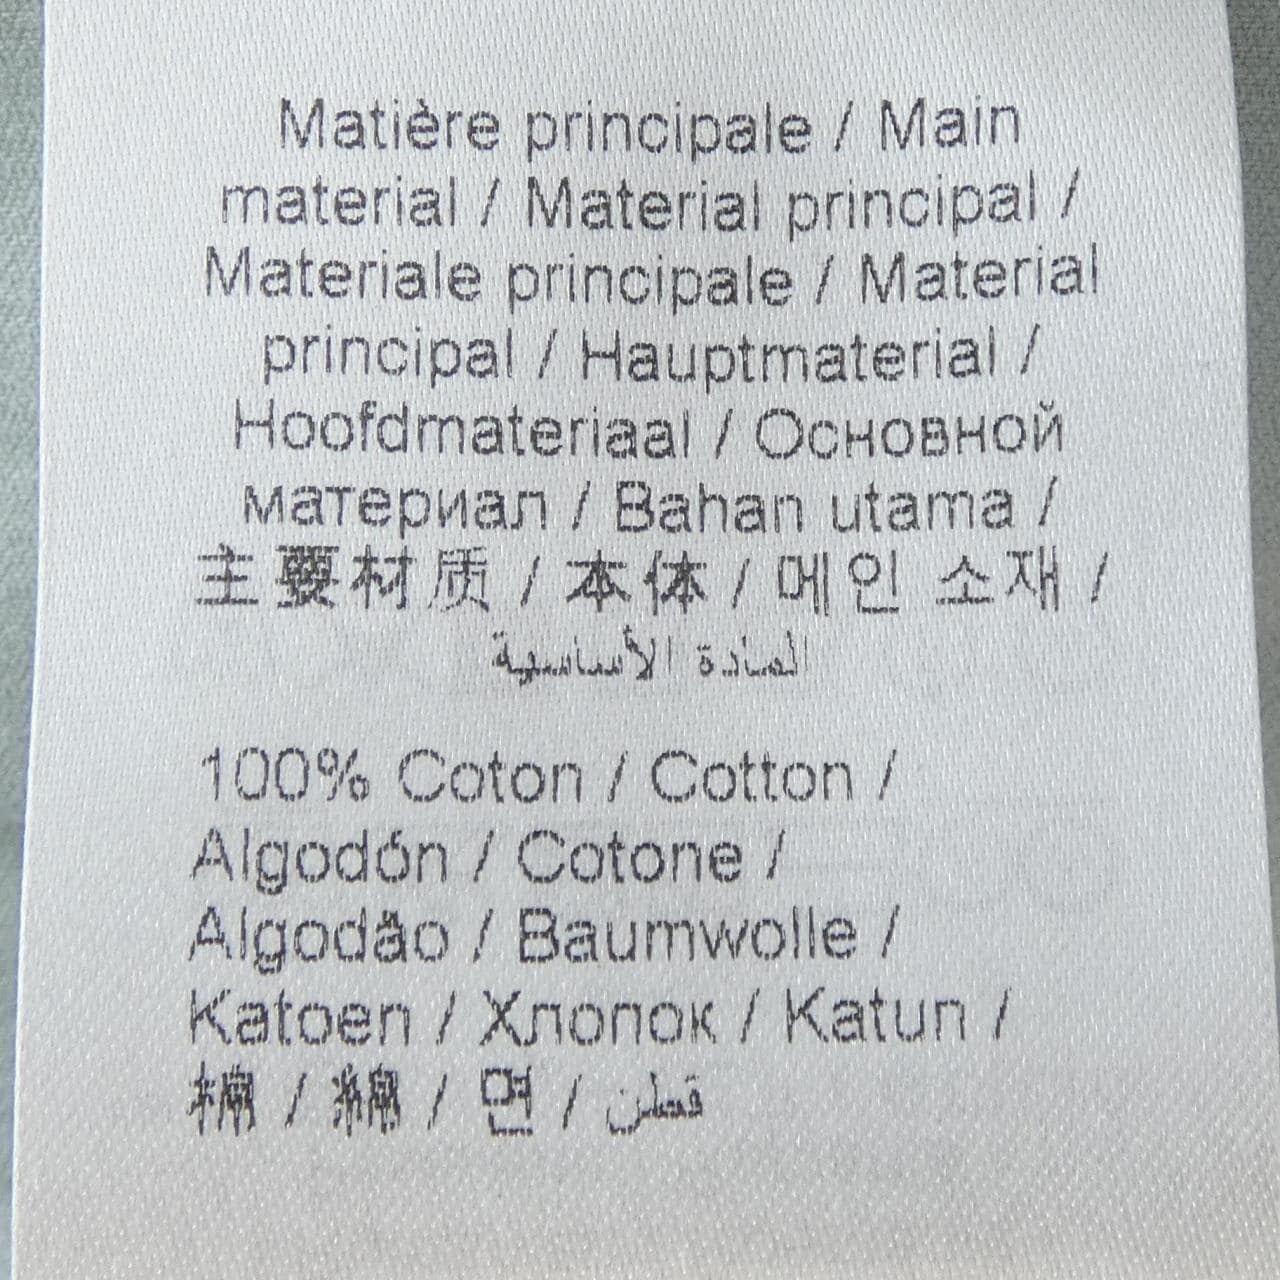 Matière principale / Main
material / Material principal /
Materiale principale / Material
principal / Hauptmaterial /
Hoofdmateriaal / Основной
материал / Bahan utama /
主要材质 / 本体 / 메인 소재 /
المادة الأساسية
100% Coton / Cotton /
Algodón / Cotone /
Algodão / Baumwolle /
Katoen / Хлопок / Katun /
棉 / 綿 / 면 / قطن